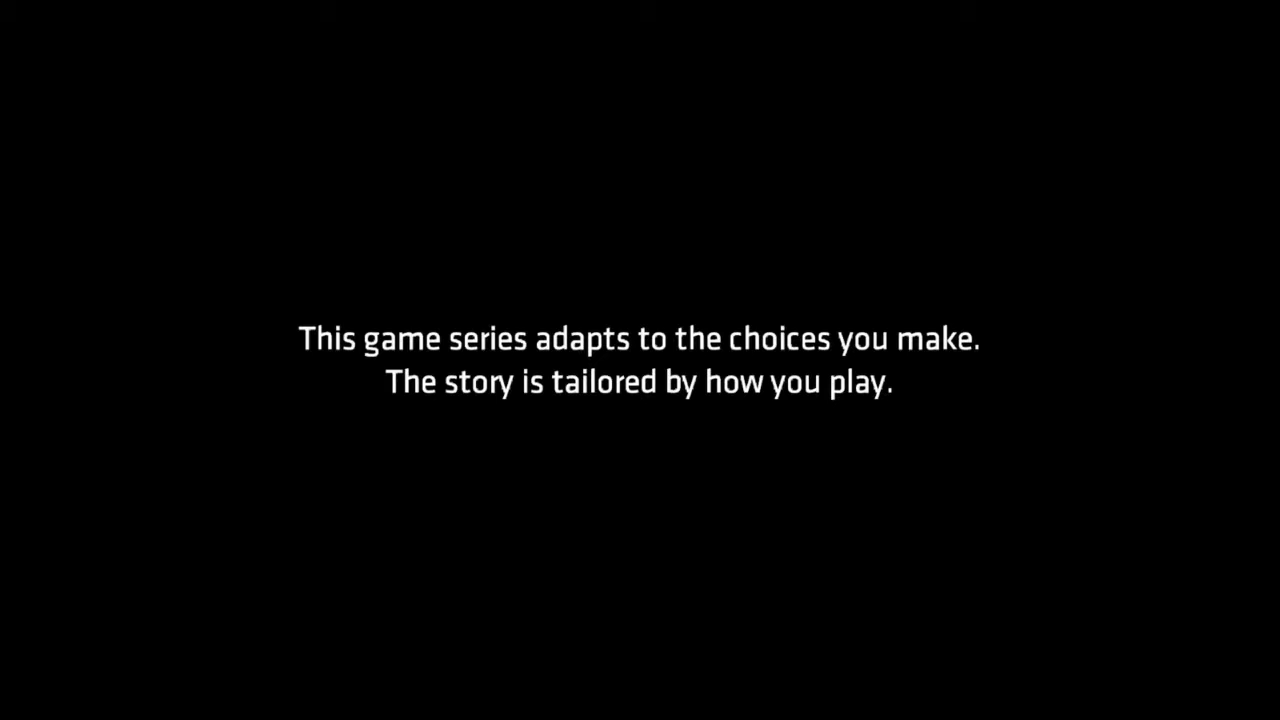 This game series adapts to the choices you make.
The story is tailored by how you play.